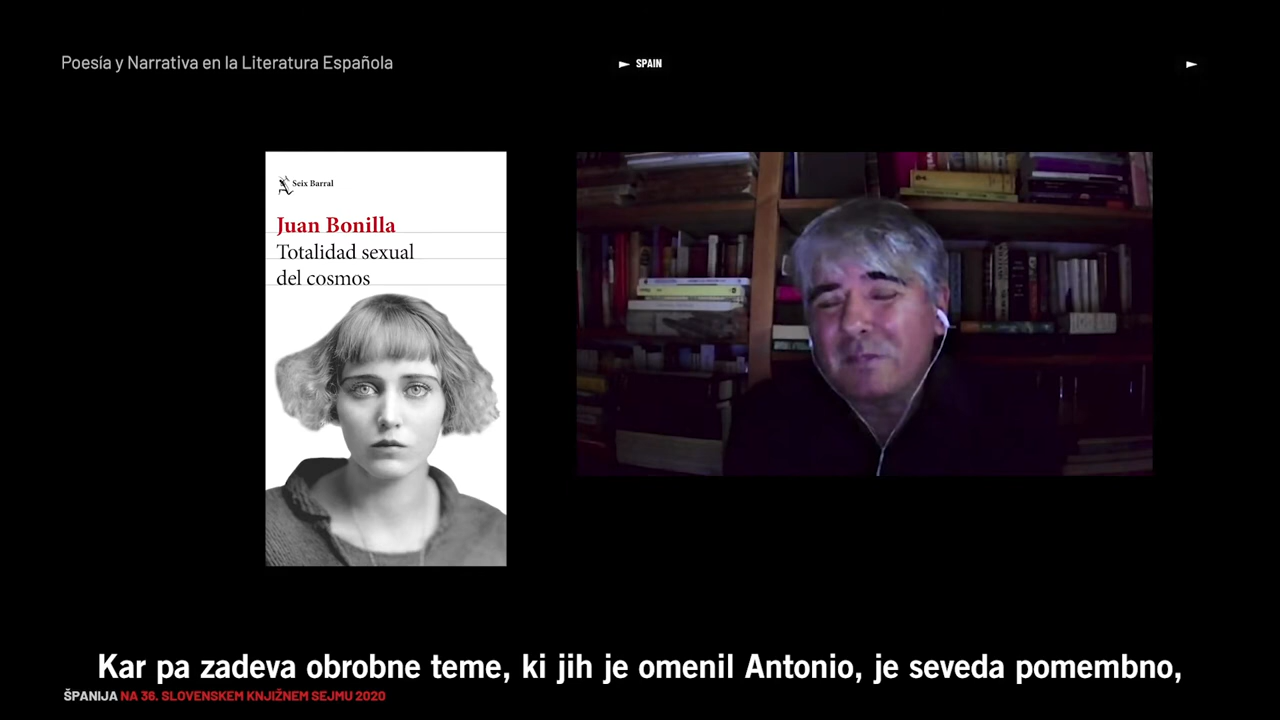 Poesía y Narrativa en la Literatura Española
SPAIN
Seix Barral
Juan Bonilla
Totalidad sexual
del cosmos
Kar pa zadeva obrobne teme, ki jih je omenil Antonio, je seveda pomembno,
ŠPANIJA NA 36. SLOVENSKEM KNJIŽNEM SEJMU 2020